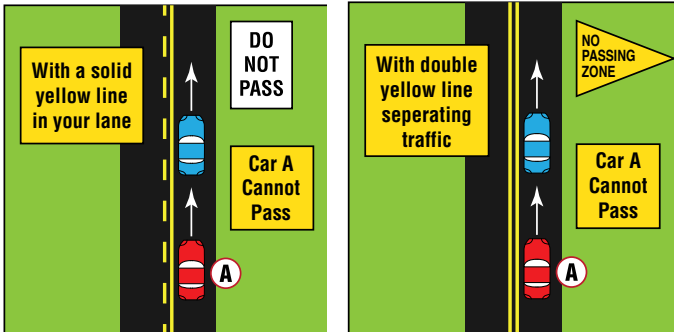 With a solid
yellow line
in your lane
DO
NOT
PASS
Car A
Cannot
Pass
A
With double
yellow line
seperating
traffic
NO
PASSING
ZONE
Car A
Cannot
Pass
A